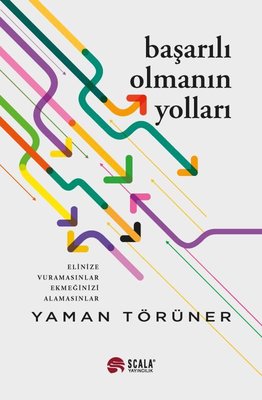 başarılı
olmanın
yolları
ELİNİZE
VURAMASINLAR
EKMEĞİNİZİ
ALAMASINLAR
YAMAN TÖRÜNER
SCALA
YAYINCILIK